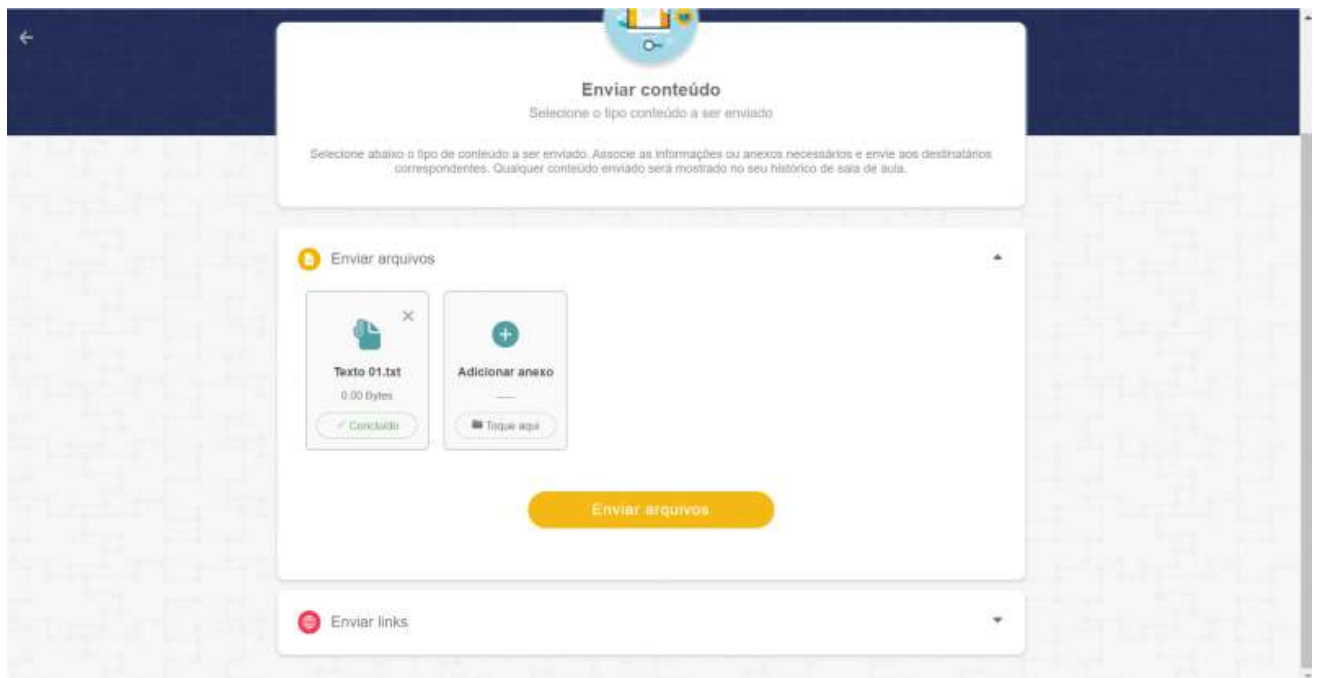 Enviar conteúdo
Selecione o tipo conteúdo a ser enviado
Selecione abaixo o tipo de conteúdo a ser enviado. Associe as informações ou anexos necessários e envie aos destinatários
correspondentes. Qualquer conteúdo enviado será mostrado no seu histórico de sala de aula.
Enviar arquivos
Texto 01.txt
0.00 Bytes
✓ Concluído
Adicionar anexo
Toque aqui
Enviar arquivos
Enviar links